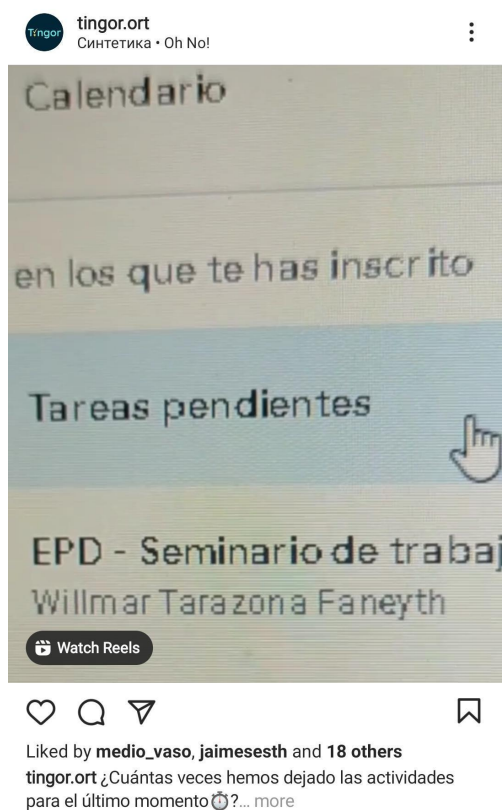 Tingor
tingor.ort
Синтетика • Oh No!
Calendario
en los que te has inscrito
Tareas pendientes
EPD - Seminario de trabaj
Willmar Tarazona Faneyth
Watch Reels
Liked by medio_vaso, jaimesesth and 18 others
tingor.ort ¿Cuántas veces hemos dejado las actividades
para el último momento⏱️?... more